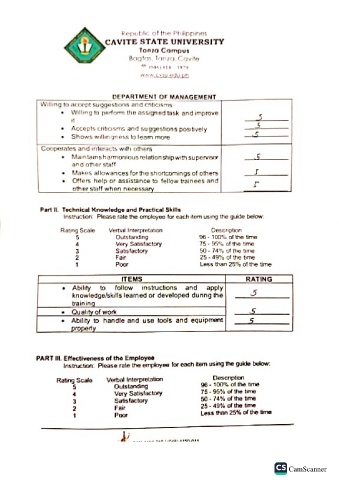 Republic of the Philippines
CAVITE STATE UNIVERSITY
Tanza Campus
Bagtas, Tanza, Cavite
www.cvsu.edu.ph
DEPARTMENT OF MANAGEMENT
Willing to accept suggestions and criticisms
• Willing to perform the assigned task and improve it 5
• Accepts criticisms and suggestions positively 5
• Shows willingness to learn more 5
Cooperates and interacts with others
• Maintains harmonious relationship with supervisor and other staff 5
• Makes allowances for the shortcomings of others
• Offers help or assistance to fellow trainees and other staff when necessary 5
Part II. Technical Knowledge and Practical Skills
Instruction: Please rate the employee for each item using the guide below:
Rating Scale Verbal Interpretation Description
5 Outstanding 96 - 100% of the time
4 Very Satisfactory 75 - 95% of the time
3 Satisfactory 50 - 74% of the time
2 Fair 25 - 49% of the time
1 Poor Less than 25% of the time
ITEMS RATING
• Ability to follow instructions and apply
knowledge/skills learned or developed during the 5
training
• Quality of work 5
• Ability to handle and use tools and equipment 5
properly
PART III. Effectiveness of the Employee
Instruction: Please rate the employee for each item using the guide below:
Rating Scale Verbal Interpretation Description
5 Outstanding 96 - 100% of the time
4 Very Satisfactory 75 - 95% of the time
3 Satisfactory 50 - 74% of the time
2 Fair 25 - 49% of the time
1 Poor Less than 25% of the time
CS CamScanner